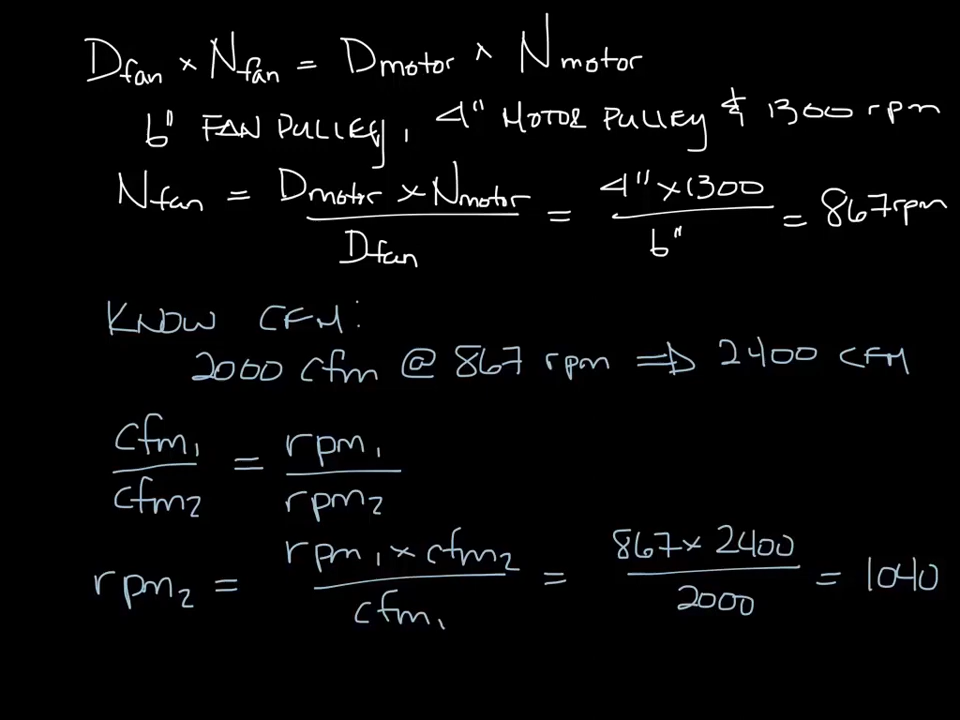 Dfan × Nfan = Dmotor × Nmotor
6" FAN PULLEY, 4" MOTOR PULLEY & 1300 rpm
Nfan = Dmotor × Nmotor / Dfan = 4" × 1300 / 6" = 867 rpm
KNOW CFM:
2000 cfm @ 867 rpm ⇒ 2400 CFM
cfm₁ / cfm₂ = rpm₁ / rpm₂
rpm₂ = rpm₁ × cfm₂ / cfm₁ = 867 × 2400 / 2000 = 1040